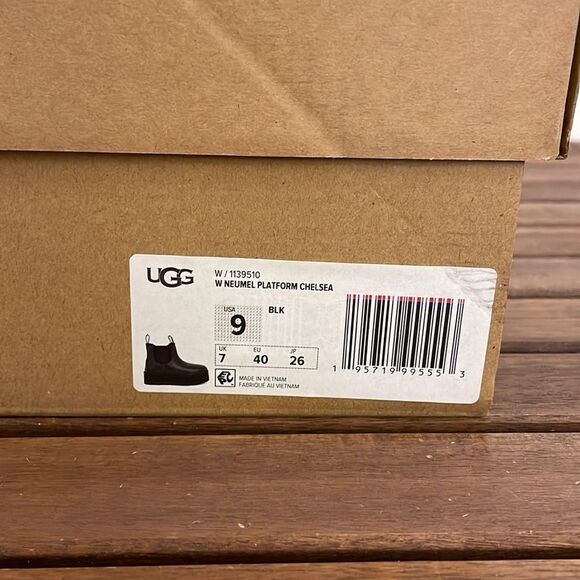 UGG
W / 1139510
W NEUMEL PLATFORM CHELSEA
USA
9
BLK
UK EU JP
7 40 26
MADE IN VIETNAM
FABRIQUÉ AU VIETNAM
1 95719 99555 3